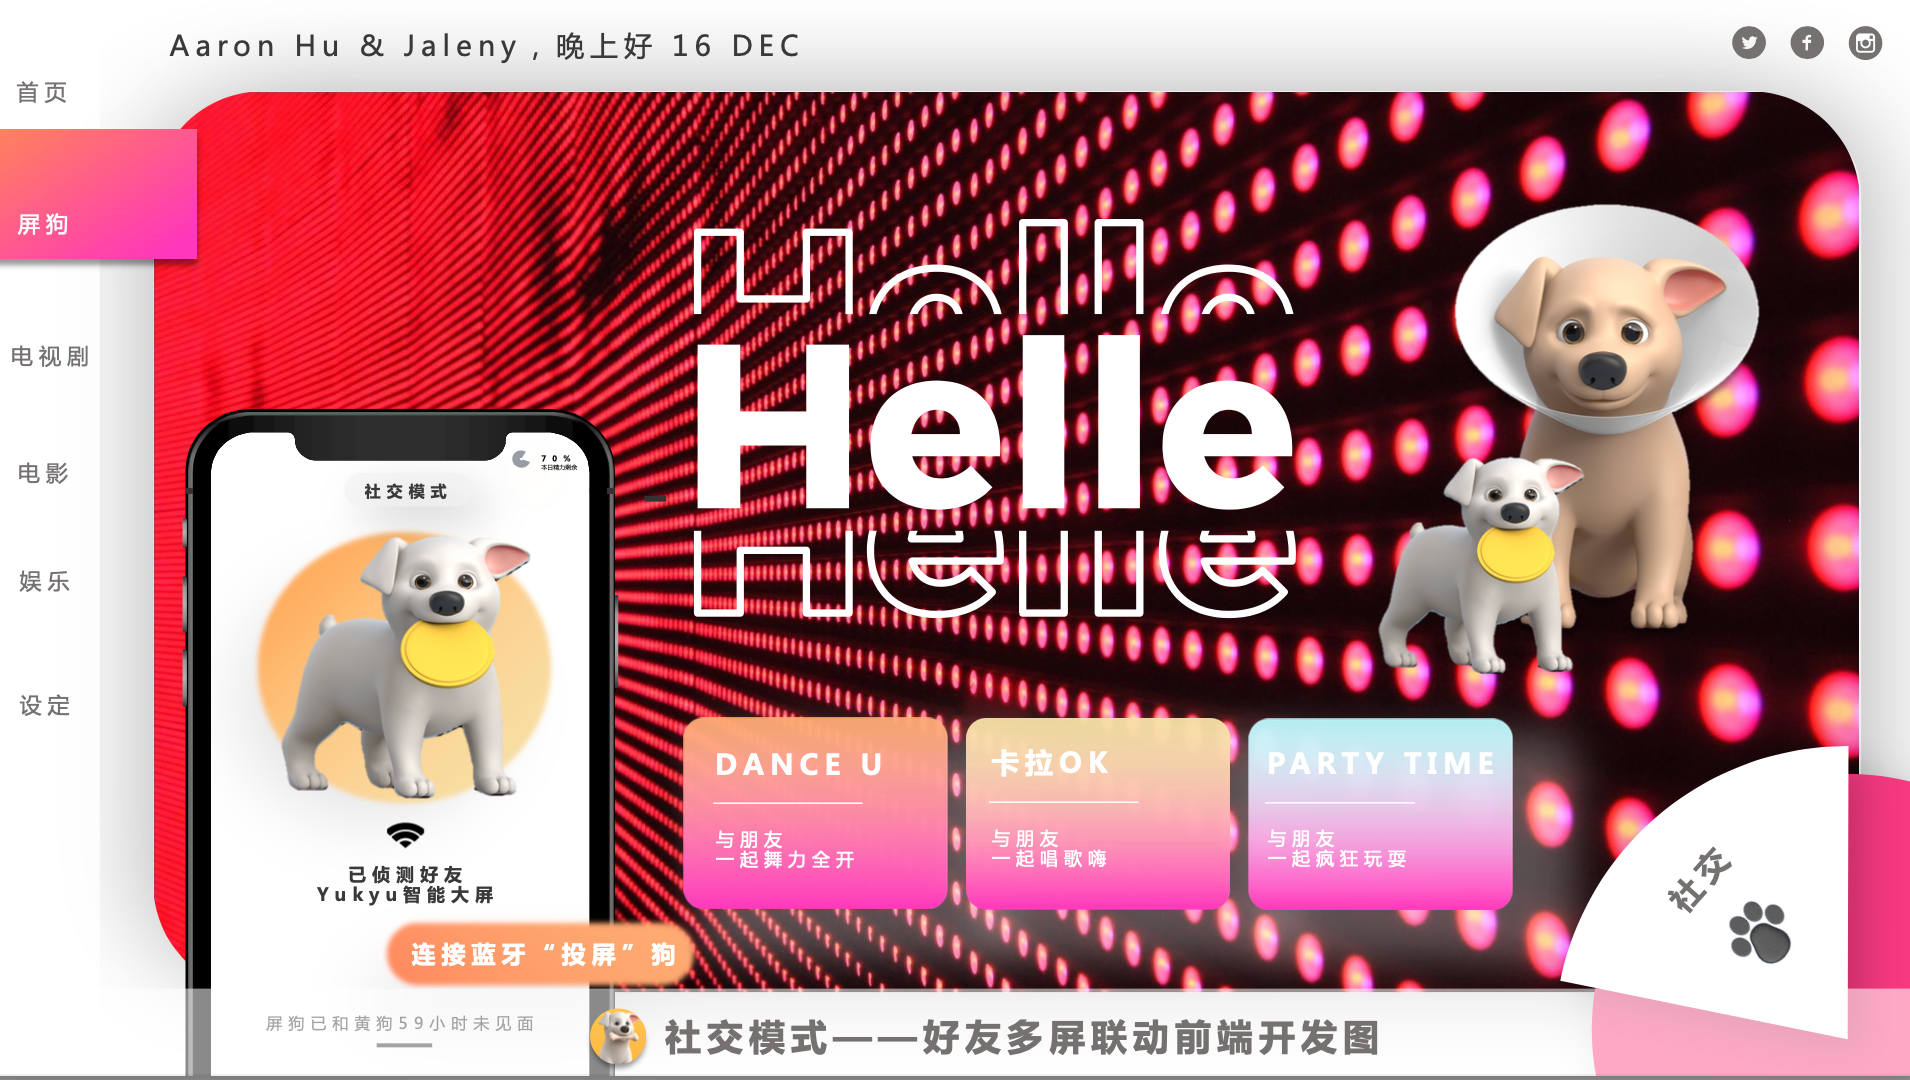 Aaron Hu & Jaleny , 晚上好 16 DEC
首页
屏狗
电视剧
电影
娱乐
设定
Hello
Helle
Helle
70%
本日精力剩余
社交模式
已侦测好友
Yukyu智能大屏
连接蓝牙“投屏”狗
屏狗已和黄狗59小时未见面
DANCE U
与朋友
一起舞力全开
卡拉OK
与朋友
一起唱歌嗨
PARTY TIME
与朋友
一起疯狂玩耍
社交
社交模式——好友多屏联动前端开发图